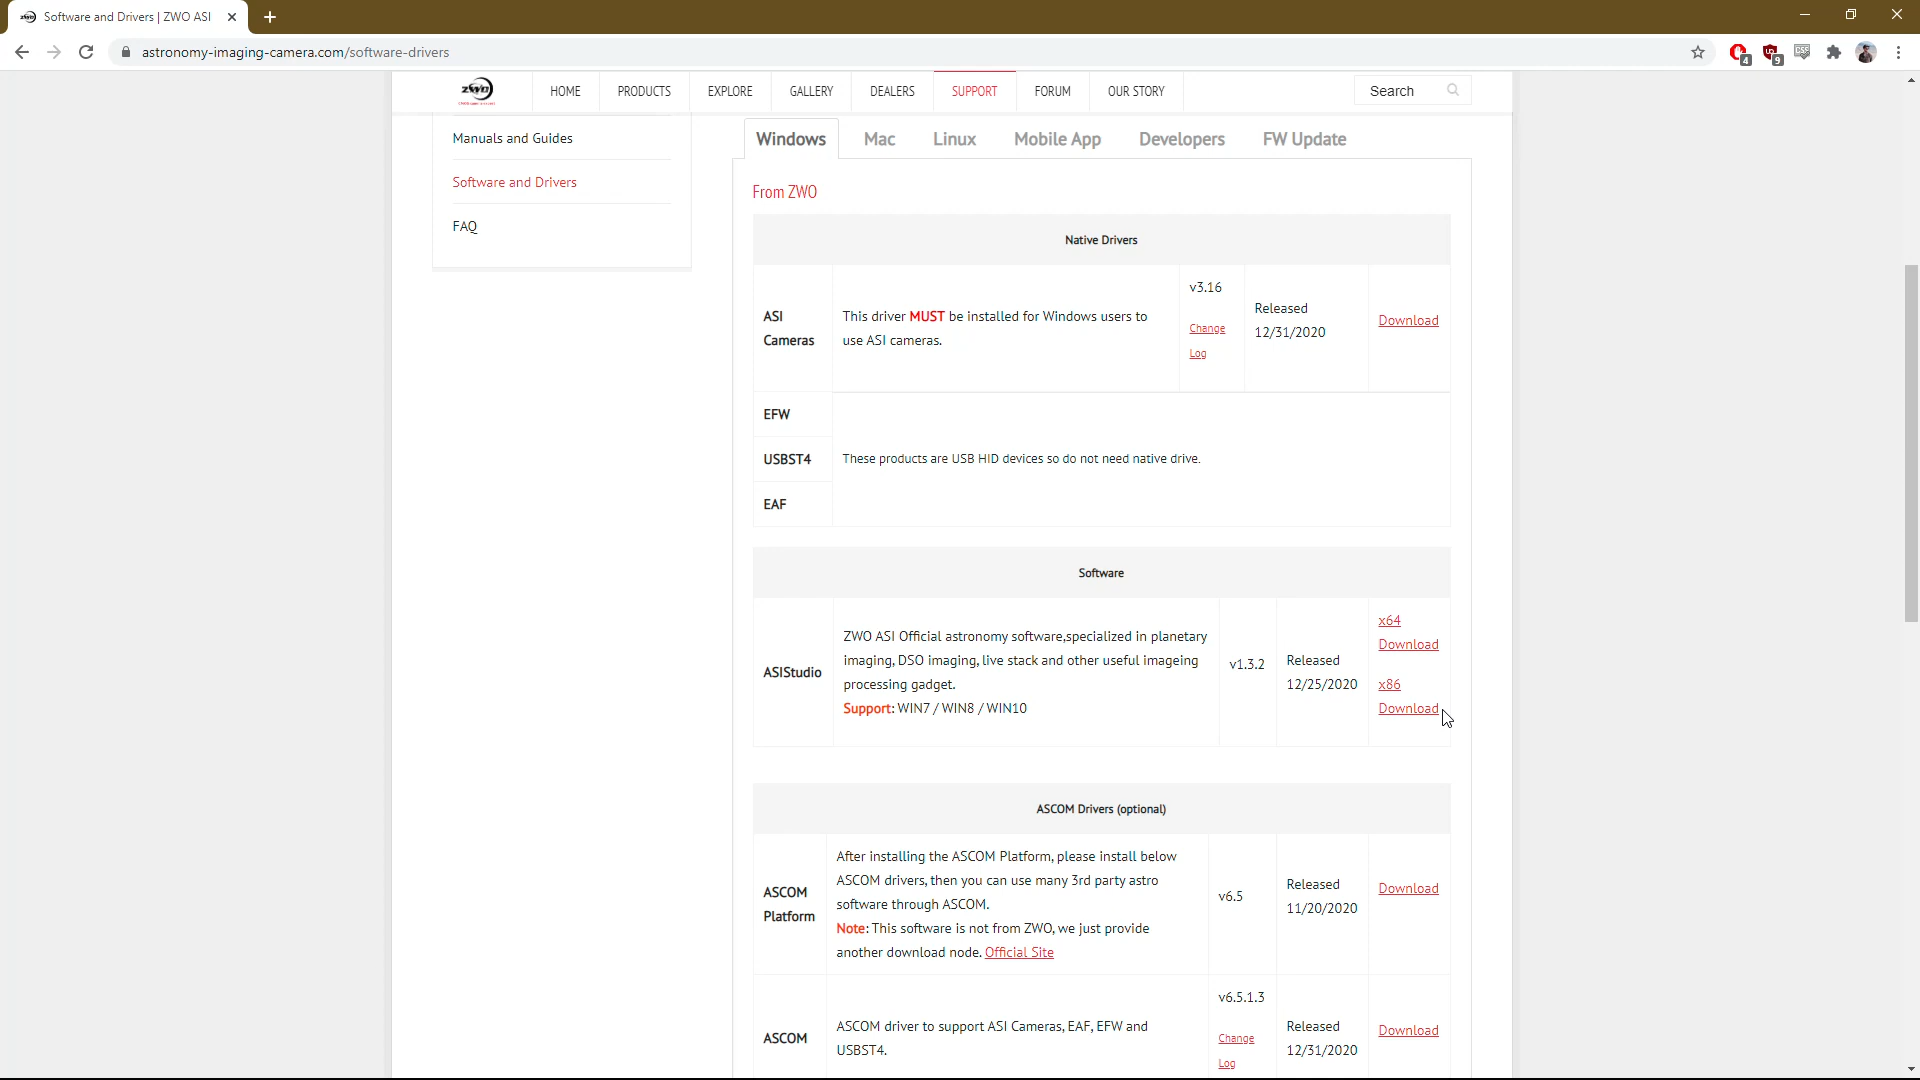 Software and Drivers | ZWO ASI
astronomy-imaging-camera.com/software-drivers
4
9
CSS
ZWO
HOME
PRODUCTS
EXPLORE
GALLERY
DEALERS
SUPPORT
FORUM
OUR STORY
Search
Manuals and Guides
Software and Drivers
FAQ
Windows
Mac
Linux
Mobile App
Developers
FW Update
From ZWO
Native Drivers
ASI
Cameras
This driver MUST be installed for Windows users to
use ASI cameras.
v3.16
Change
Log
Released
12/31/2020
Download
EFW
USBST4
EAF
These products are USB HID devices so do not need native drive.
Software
ASIStudio
ZWO ASI Official astronomy software,specialized in planetary
imaging, DSO imaging, live stack and other useful imageing
processing gadget.
Support: WIN7 / WIN8 / WIN10
v1.3.2
Released
12/25/2020
x64
Download
x86
Download
ASCOM Drivers (optional)
ASCOM
Platform
After installing the ASCOM Platform, please install below
ASCOM drivers, then you can use many 3rd party astro
software through ASCOM.
Note: This software is not from ZWO, we just provide
another download node. Official Site
v6.5
Released
11/20/2020
Download
ASCOM
ASCOM driver to support ASI Cameras, EAF, EFW and
USBST4.
v6.5.1.3
Change
Log
Released
12/31/2020
Download